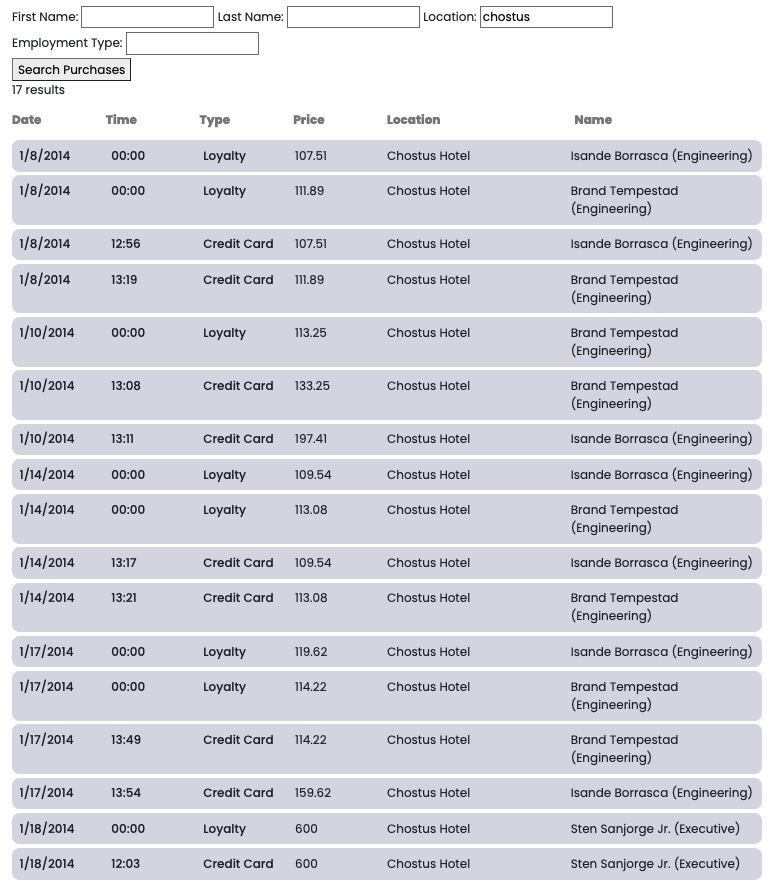 First Name: Last Name: Location: chostus
Employment Type:
Search Purchases
17 results
Date Time Type Price Location Name
1/8/2014 00:00 Loyalty 107.51 Chostus Hotel Isande Borrasca (Engineering)
1/8/2014 00:00 Loyalty 111.89 Chostus Hotel Brand Tempestad
(Engineering)
1/8/2014 12:56 Credit Card 107.51 Chostus Hotel Isande Borrasca (Engineering)
1/8/2014 13:19 Credit Card 111.89 Chostus Hotel Brand Tempestad
(Engineering)
1/10/2014 00:00 Loyalty 113.25 Chostus Hotel Brand Tempestad
(Engineering)
1/10/2014 13:08 Credit Card 133.25 Chostus Hotel Brand Tempestad
(Engineering)
1/10/2014 13:11 Credit Card 197.41 Chostus Hotel Isande Borrasca (Engineering)
1/14/2014 00:00 Loyalty 109.54 Chostus Hotel Isande Borrasca (Engineering)
1/14/2014 00:00 Loyalty 113.08 Chostus Hotel Brand Tempestad
(Engineering)
1/14/2014 13:17 Credit Card 109.54 Chostus Hotel Isande Borrasca (Engineering)
1/14/2014 13:21 Credit Card 113.08 Chostus Hotel Brand Tempestad
(Engineering)
1/17/2014 00:00 Loyalty 119.62 Chostus Hotel Isande Borrasca (Engineering)
1/17/2014 00:00 Loyalty 114.22 Chostus Hotel Brand Tempestad
(Engineering)
1/17/2014 13:49 Credit Card 114.22 Chostus Hotel Brand Tempestad
(Engineering)
1/17/2014 13:54 Credit Card 159.62 Chostus Hotel Isande Borrasca (Engineering)
1/18/2014 00:00 Loyalty 600 Chostus Hotel Sten Sanjorge Jr. (Executive)
1/18/2014 12:03 Credit Card 600 Chostus Hotel Sten Sanjorge Jr. (Executive)